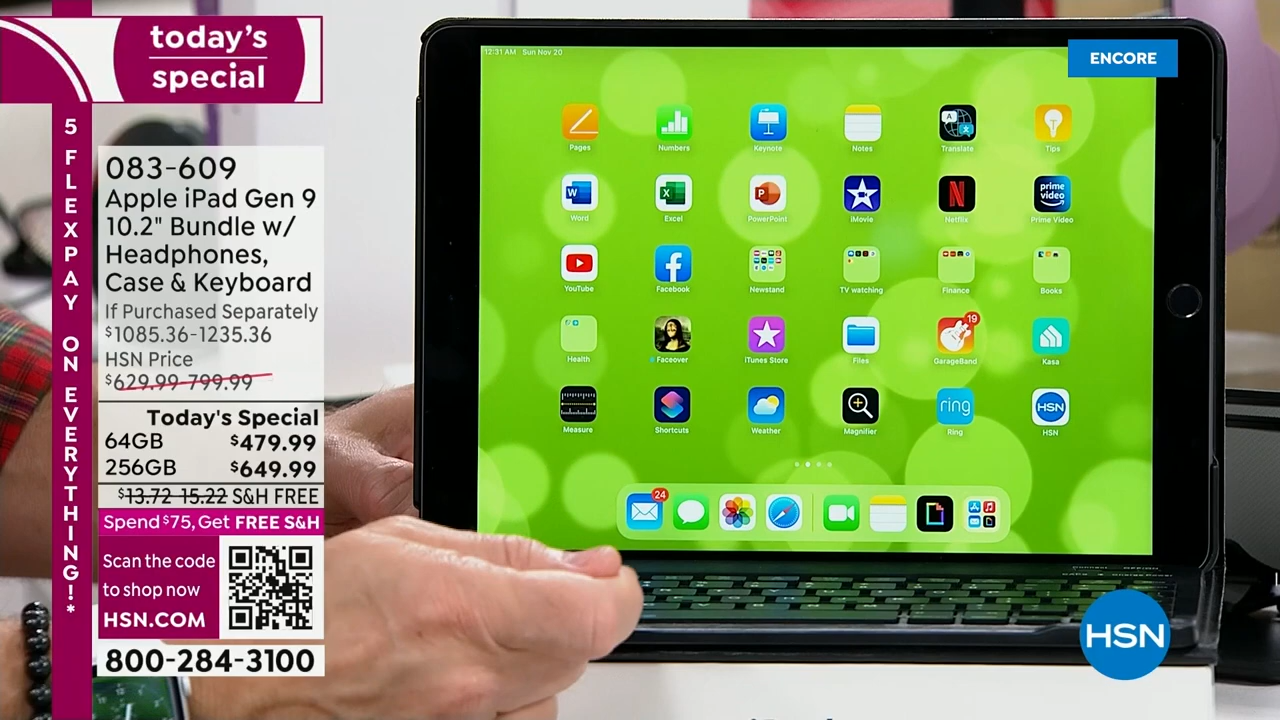 today's
special
5 FLEXPAY ON EVERYTHING!*
083-609
Apple iPad Gen 9
10.2" Bundle w/
Headphones,
Case & Keyboard
If Purchased Separately
$1085.36-1235.36
HSN Price
$629.99-799.99
Today's Special
64GB $479.99
256GB $649.99
$13.72-15.22 S&H FREE
Spend $75, Get FREE S&H
Scan the code
to shop now
HSN.COM
800-284-3100
12:31 AM Sun Nov 20
ENCORE
Pages Numbers Keynote Notes Translate Tips
prime
video
Word Excel PowerPoint iMovie Netflix Prime Video
YouTube Facebook Newstand TV watching Finance Books
19
Health Faceover iTunes Store Files GarageBand Kasa
ring HSN
Measure Shortcuts Weather Magnifier Ring HSN
24
HSN